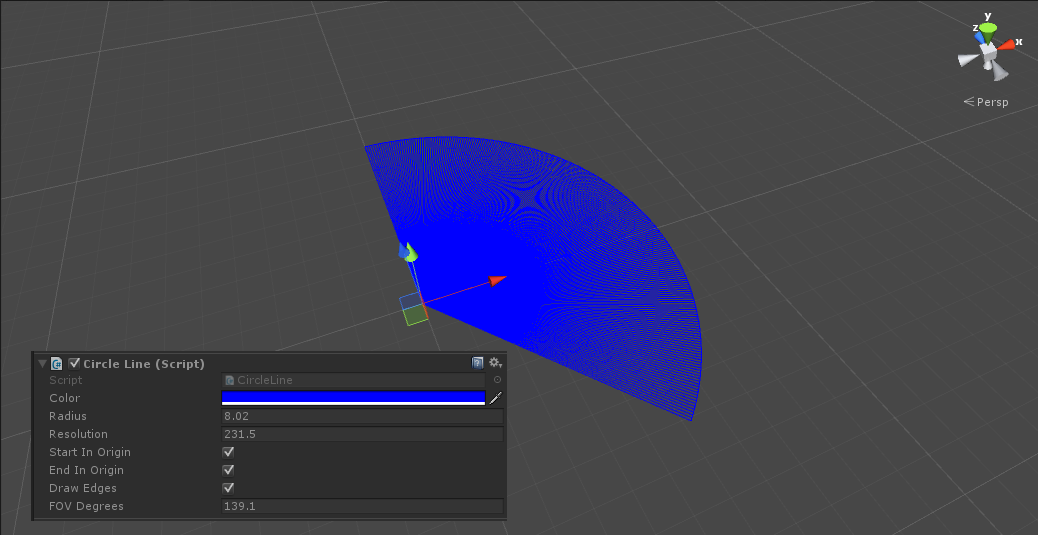 y
z
x
Persp
Circle Line (Script)
Script CircleLine
Color
Radius 8.02
Resolution 231.5
Start In Origin
End In Origin
Draw Edges
FOV Degrees 139.1